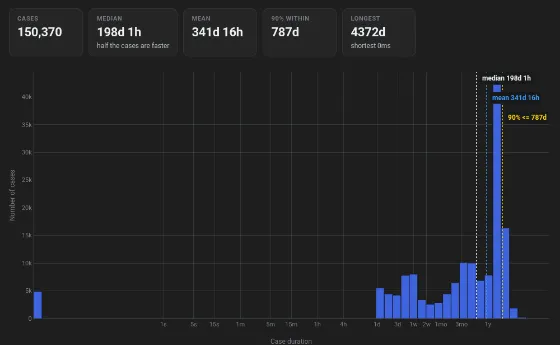 CASES
150,370
MEDIAN
198d 1h
half the cases are faster
MEAN
341d 16h
90% WITHIN
787d
LONGEST
4372d
shortest 0ms
median 198d 1h
mean 341d 16h
90% <= 787d
Number of cases
40k
35k
30k
25k
20k
15k
10k
5k
0
1s 5s 15s 1m 5m 15m 1h 4h 1d 3d 1w 2w 1mo 3mo 1y
Case duration